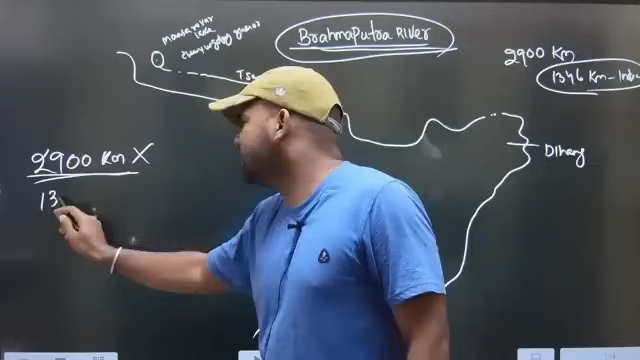 Mansarovar
lake
BrahmaPutra River
2900 Km
1346 Km-India
Tsa
DIhang
2900 Km X
13